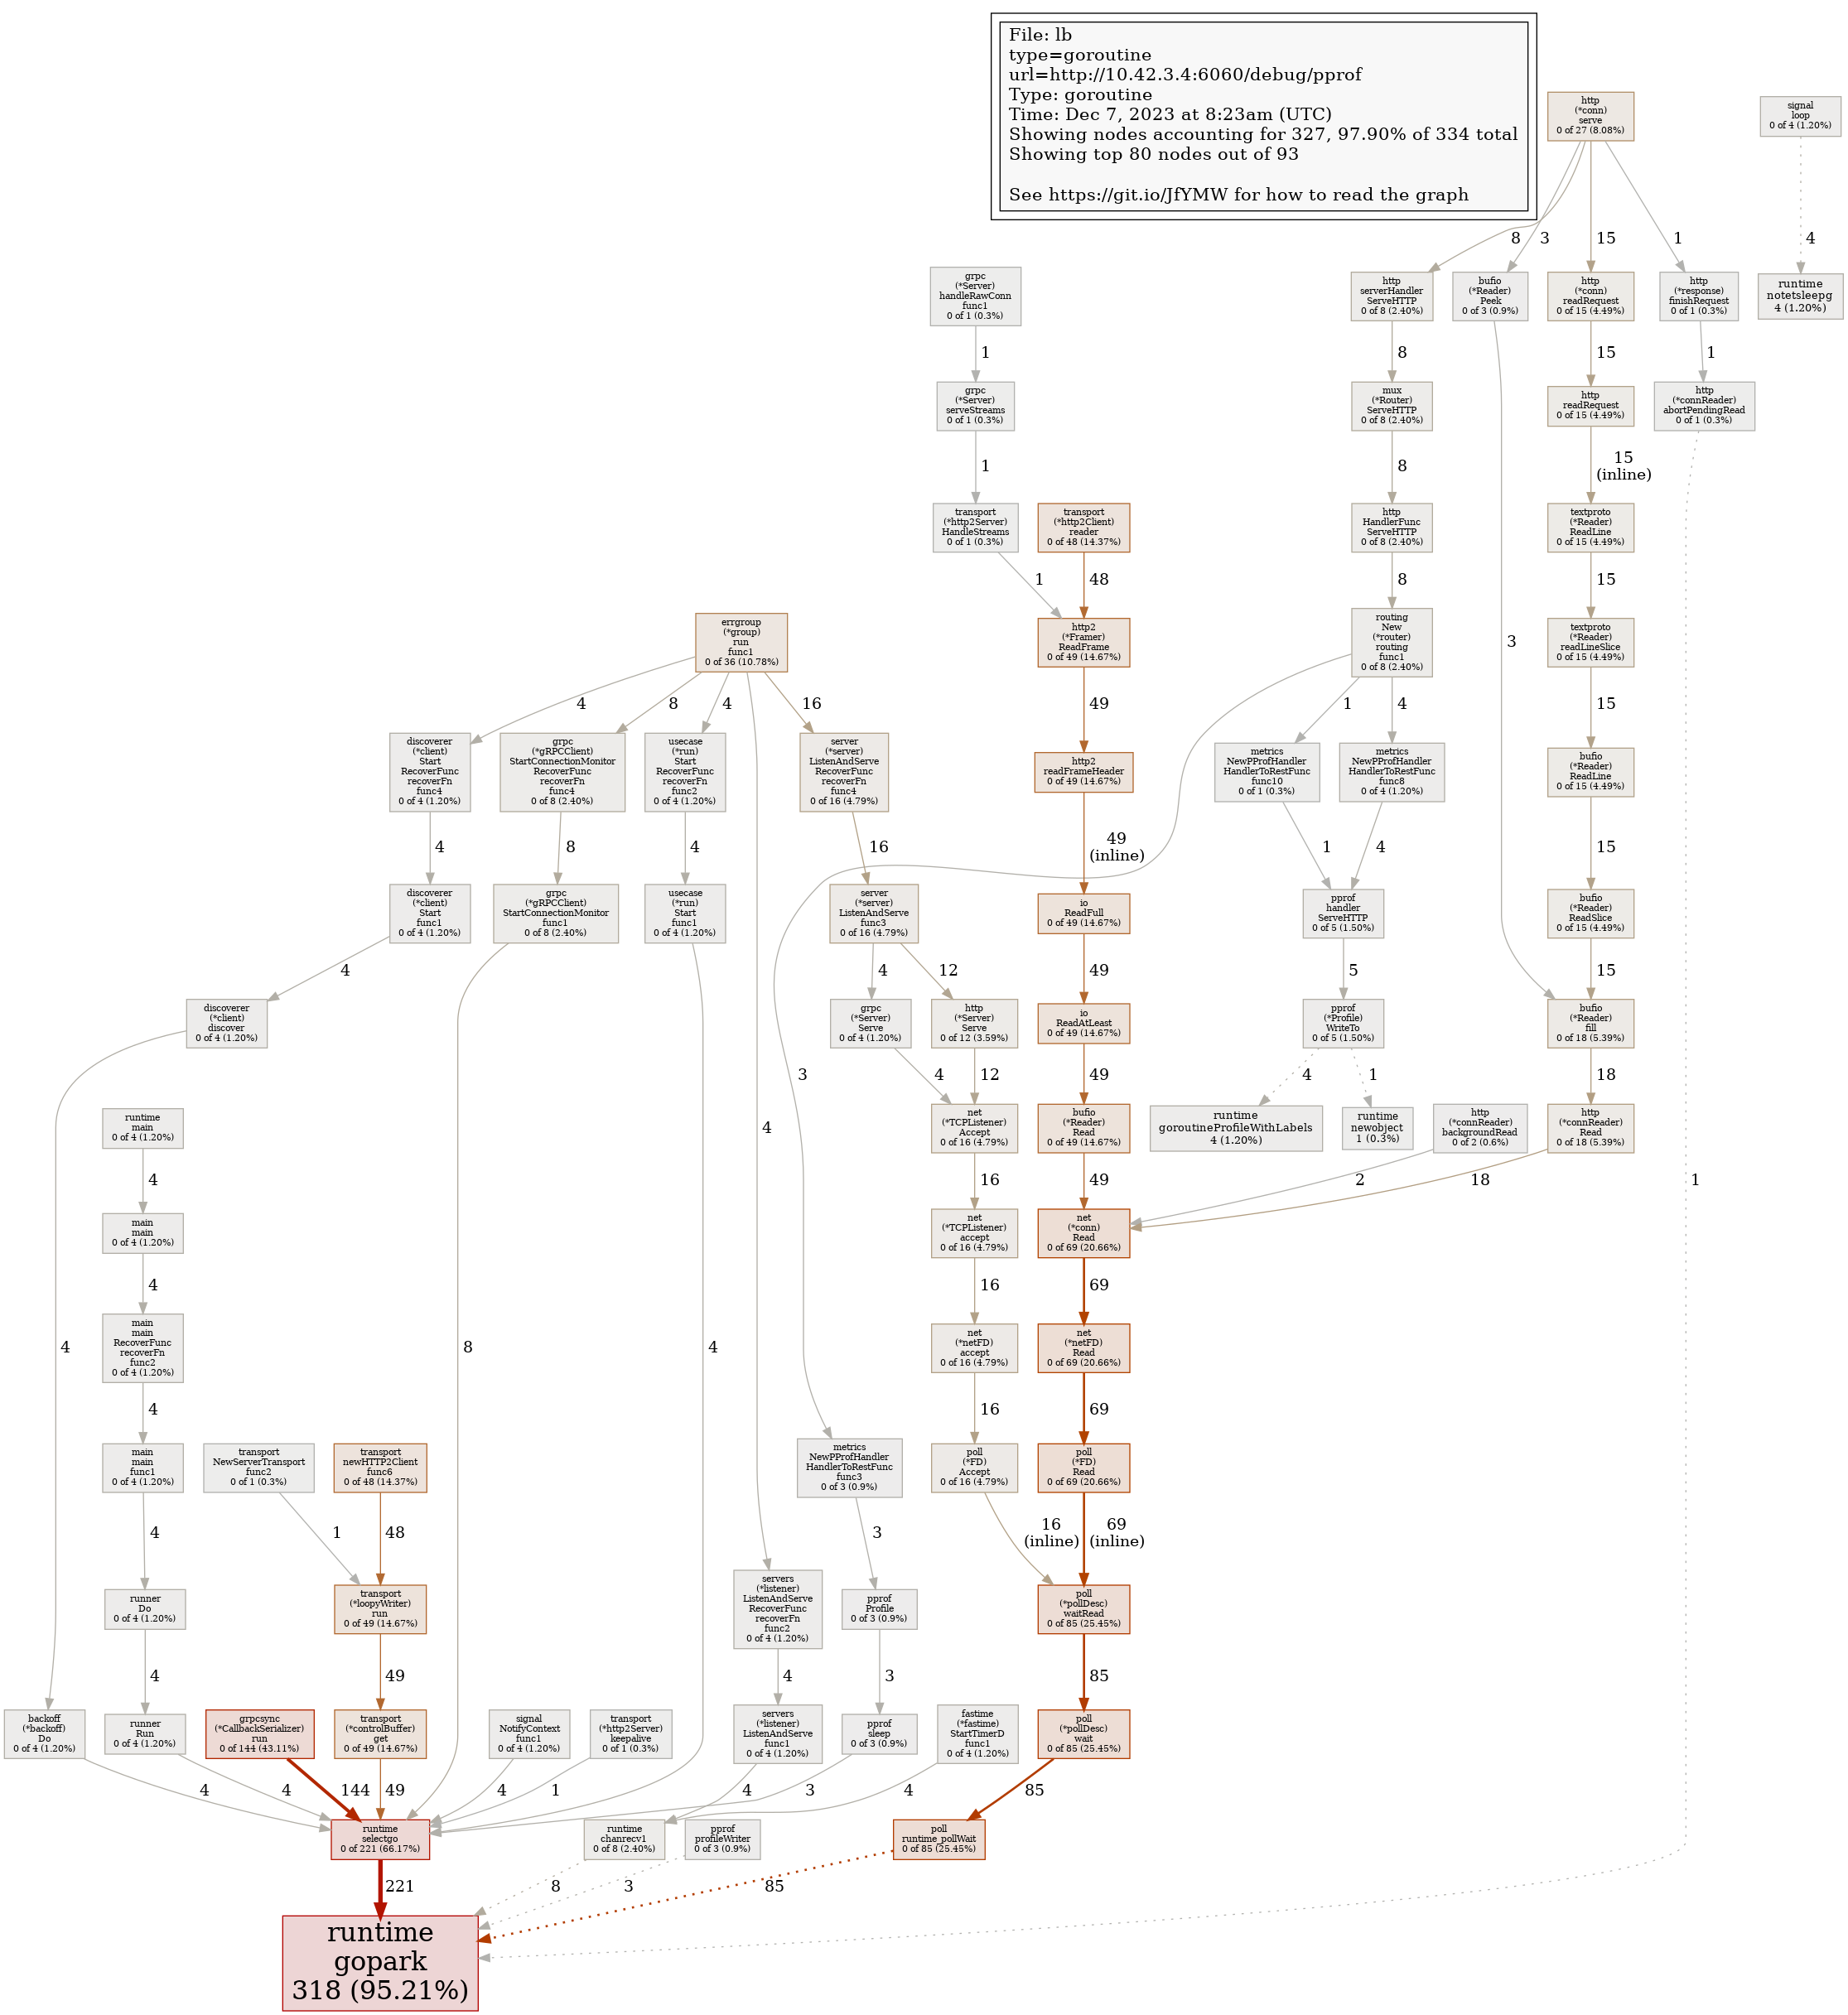 File: lb
type=goroutine
url=http://10.42.3.4:6060/debug/pprof
Type: goroutine
Time: Dec 7, 2023 at 8:23am (UTC)
Showing nodes accounting for 327, 97.90% of 334 total
Showing top 80 nodes out of 93
See https://git.io/JfYMW for how to read the graph
http
(*conn)
serve
0 of 27 (8.08%)
signal
loop
0 of 4 (1.20%)
8
3
15
1
4
grpc
(*Server)
handleRawConn
func1
0 of 1 (0.3%)
http
serverHandler
ServeHTTP
0 of 8 (2.40%)
bufio
(*Reader)
Peek
0 of 3 (0.9%)
http
(*conn)
readRequest
0 of 15 (4.49%)
http
(*response)
finishRequest
0 of 1 (0.3%)
runtime
notetsleepg
4 (1.20%)
1
8
15
1
grpc
(*Server)
serveStreams
0 of 1 (0.3%)
mux
(*Router)
ServeHTTP
0 of 8 (2.40%)
http
readRequest
0 of 15 (4.49%)
http
(*connReader)
abortPendingRead
0 of 1 (0.3%)
1
8
15
(inline)
transport
(*http2Server)
HandleStreams
0 of 1 (0.3%)
transport
(*http2Client)
reader
0 of 48 (14.37%)
http
HandlerFunc
ServeHTTP
0 of 8 (2.40%)
textproto
(*Reader)
ReadLine
0 of 15 (4.49%)
1
48
8
15
errgroup
(*group)
run
func1
0 of 36 (10.78%)
http2
(*Framer)
ReadFrame
0 of 49 (14.67%)
routing
New
(*router)
routing
func1
0 of 8 (2.40%)
3
textproto
(*Reader)
readLineSlice
0 of 15 (4.49%)
4
8
4
16
49
1
4
15
discoverer
(*client)
Start
RecoverFunc
recoverFn
func4
0 of 4 (1.20%)
grpc
(*gRPCClient)
StartConnectionMonitor
RecoverFunc
recoverFn
func4
0 of 8 (2.40%)
usecase
(*run)
Start
RecoverFunc
recoverFn
func2
0 of 4 (1.20%)
server
(*server)
ListenAndServe
RecoverFunc
recoverFn
func4
0 of 16 (4.79%)
http2
readFrameHeader
0 of 49 (14.67%)
metrics
NewPProfHandler
HandlerToRestFunc
func10
0 of 1 (0.3%)
metrics
NewPProfHandler
HandlerToRestFunc
func8
0 of 4 (1.20%)
bufio
(*Reader)
ReadLine
0 of 15 (4.49%)
4
8
4
16
49
(inline)
1
4
15
discoverer
(*client)
Start
func1
0 of 4 (1.20%)
grpc
(*gRPCClient)
StartConnectionMonitor
func1
0 of 8 (2.40%)
usecase
(*run)
Start
func1
0 of 4 (1.20%)
server
(*server)
ListenAndServe
func3
0 of 16 (4.79%)
io
ReadFull
0 of 49 (14.67%)
pprof
handler
ServeHTTP
0 of 5 (1.50%)
bufio
(*Reader)
ReadSlice
0 of 15 (4.49%)
4
4
12
49
5
15
discoverer
(*client)
discover
0 of 4 (1.20%)
grpc
(*Server)
Serve
0 of 4 (1.20%)
http
(*Server)
Serve
0 of 12 (3.59%)
io
ReadAtLeast
0 of 49 (14.67%)
pprof
(*Profile)
WriteTo
0 of 5 (1.50%)
bufio
(*Reader)
fill
0 of 18 (5.39%)
3
4
12
49
4
1
18
runtime
main
0 of 4 (1.20%)
4
net
(*TCPListener)
Accept
0 of 16 (4.79%)
bufio
(*Reader)
Read
0 of 49 (14.67%)
runtime
goroutineProfileWithLabels
4 (1.20%)
runtime
newobject
1 (0.3%)
http
(*connReader)
backgroundRead
0 of 2 (0.6%)
http
(*connReader)
Read
0 of 18 (5.39%)
4
16
49
2
18
1
main
main
0 of 4 (1.20%)
net
(*TCPListener)
accept
0 of 16 (4.79%)
net
(*conn)
Read
0 of 69 (20.66%)
4
16
69
4
main
main
RecoverFunc
recoverFn
func2
0 of 4 (1.20%)
8
4
net
(*netFD)
accept
0 of 16 (4.79%)
net
(*netFD)
Read
0 of 69 (20.66%)
4
16
69
main
main
func1
0 of 4 (1.20%)
transport
NewServerTransport
func2
0 of 1 (0.3%)
transport
newHTTP2Client
func6
0 of 48 (14.37%)
metrics
NewPProfHandler
HandlerToRestFunc
func3
0 of 3 (0.9%)
poll
(*FD)
Accept
0 of 16 (4.79%)
poll
(*FD)
Read
0 of 69 (20.66%)
4
1
48
3
16
(inline)
69
(inline)
runner
Do
0 of 4 (1.20%)
transport
(*loopyWriter)
run
0 of 49 (14.67%)
servers
(*listener)
ListenAndServe
RecoverFunc
recoverFn
func2
0 of 4 (1.20%)
pprof
Profile
0 of 3 (0.9%)
poll
(*pollDesc)
waitRead
0 of 85 (25.45%)
4
49
4
3
85
backoff
(*backoff)
Do
0 of 4 (1.20%)
runner
Run
0 of 4 (1.20%)
grpcsync
(*CallbackSerializer)
run
0 of 144 (43.11%)
transport
(*controlBuffer)
get
0 of 49 (14.67%)
signal
NotifyContext
func1
0 of 4 (1.20%)
transport
(*http2Server)
keepalive
0 of 1 (0.3%)
servers
(*listener)
ListenAndServe
func1
0 of 4 (1.20%)
pprof
sleep
0 of 3 (0.9%)
fastime
(*fastime)
StartTimerD
func1
0 of 4 (1.20%)
poll
(*pollDesc)
wait
0 of 85 (25.45%)
4
4
144
49
4
1
4
3
4
85
runtime
selectgo
0 of 221 (66.17%)
runtime
chanrecv1
0 of 8 (2.40%)
pprof
profileWriter
0 of 3 (0.9%)
poll
runtime_pollWait
0 of 85 (25.45%)
221
8
3
85
runtime
gopark
318 (95.21%)